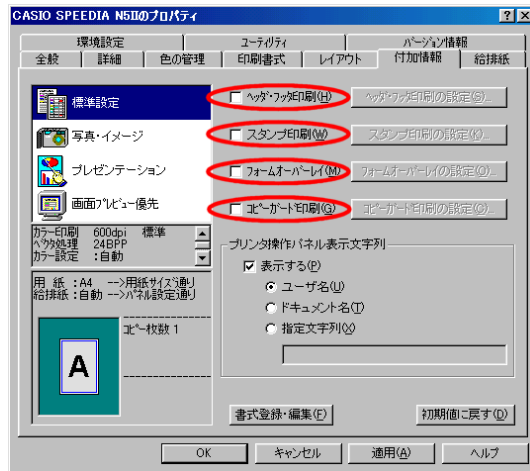 CASIO SPEEDIA N5Ⅱのプロパティ
環境設定 ユーティリティ バージョン情報
全般 詳細 色の管理 印刷書式 レイアウト 付加情報 給排紙
標準設定
写真・イメージ
プレゼンテーション
画面プレビュー優先
カラー印刷 600dpi 標準
ベクタ処理 24BPP
カラー設定 :自動
用 紙 :A4 -->用紙サイズ通り
給排紙:自動 -->パネル設定通り
コピー枚数 1
A
ヘッダ・フッタ印刷(H) ヘッダ・フッタ印刷の設定(S)...
スタンプ印刷(W) スタンプ印刷の設定(K)...
フォームオーバーレイ(M) フォームオーバーレイの設定(O)...
コピーガード印刷(G) コピーガード印刷の設定(C)...
プリンタ操作パネル表示文字列
表示する(P)
ユーザ名(U)
ドキュメント名(T)
指定文字列(X)
書式登録・編集(F) 初期値に戻す(D)
OK キャンセル 適用(A) ヘルプ